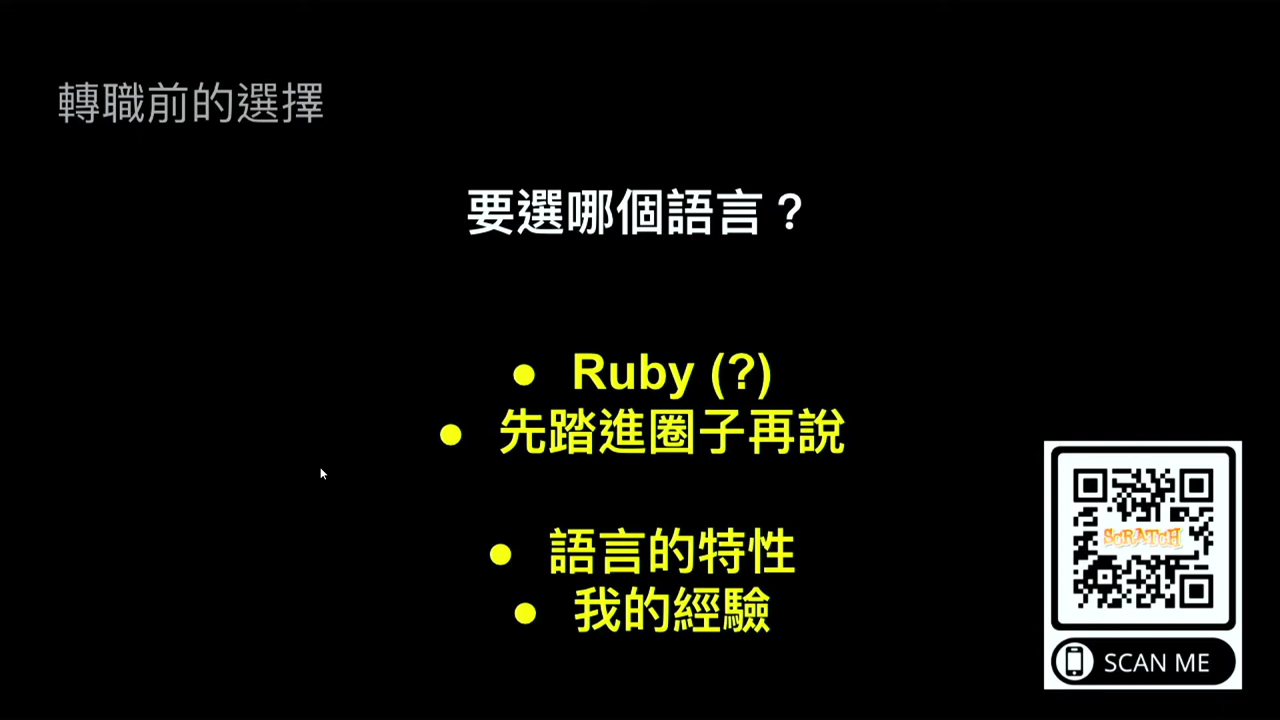 轉職前的選擇
要選哪個語言？
● Ruby (?)
● 先踏進圈子再說
● 語言的特性
● 我的經驗
SCRATCH
SCAN ME